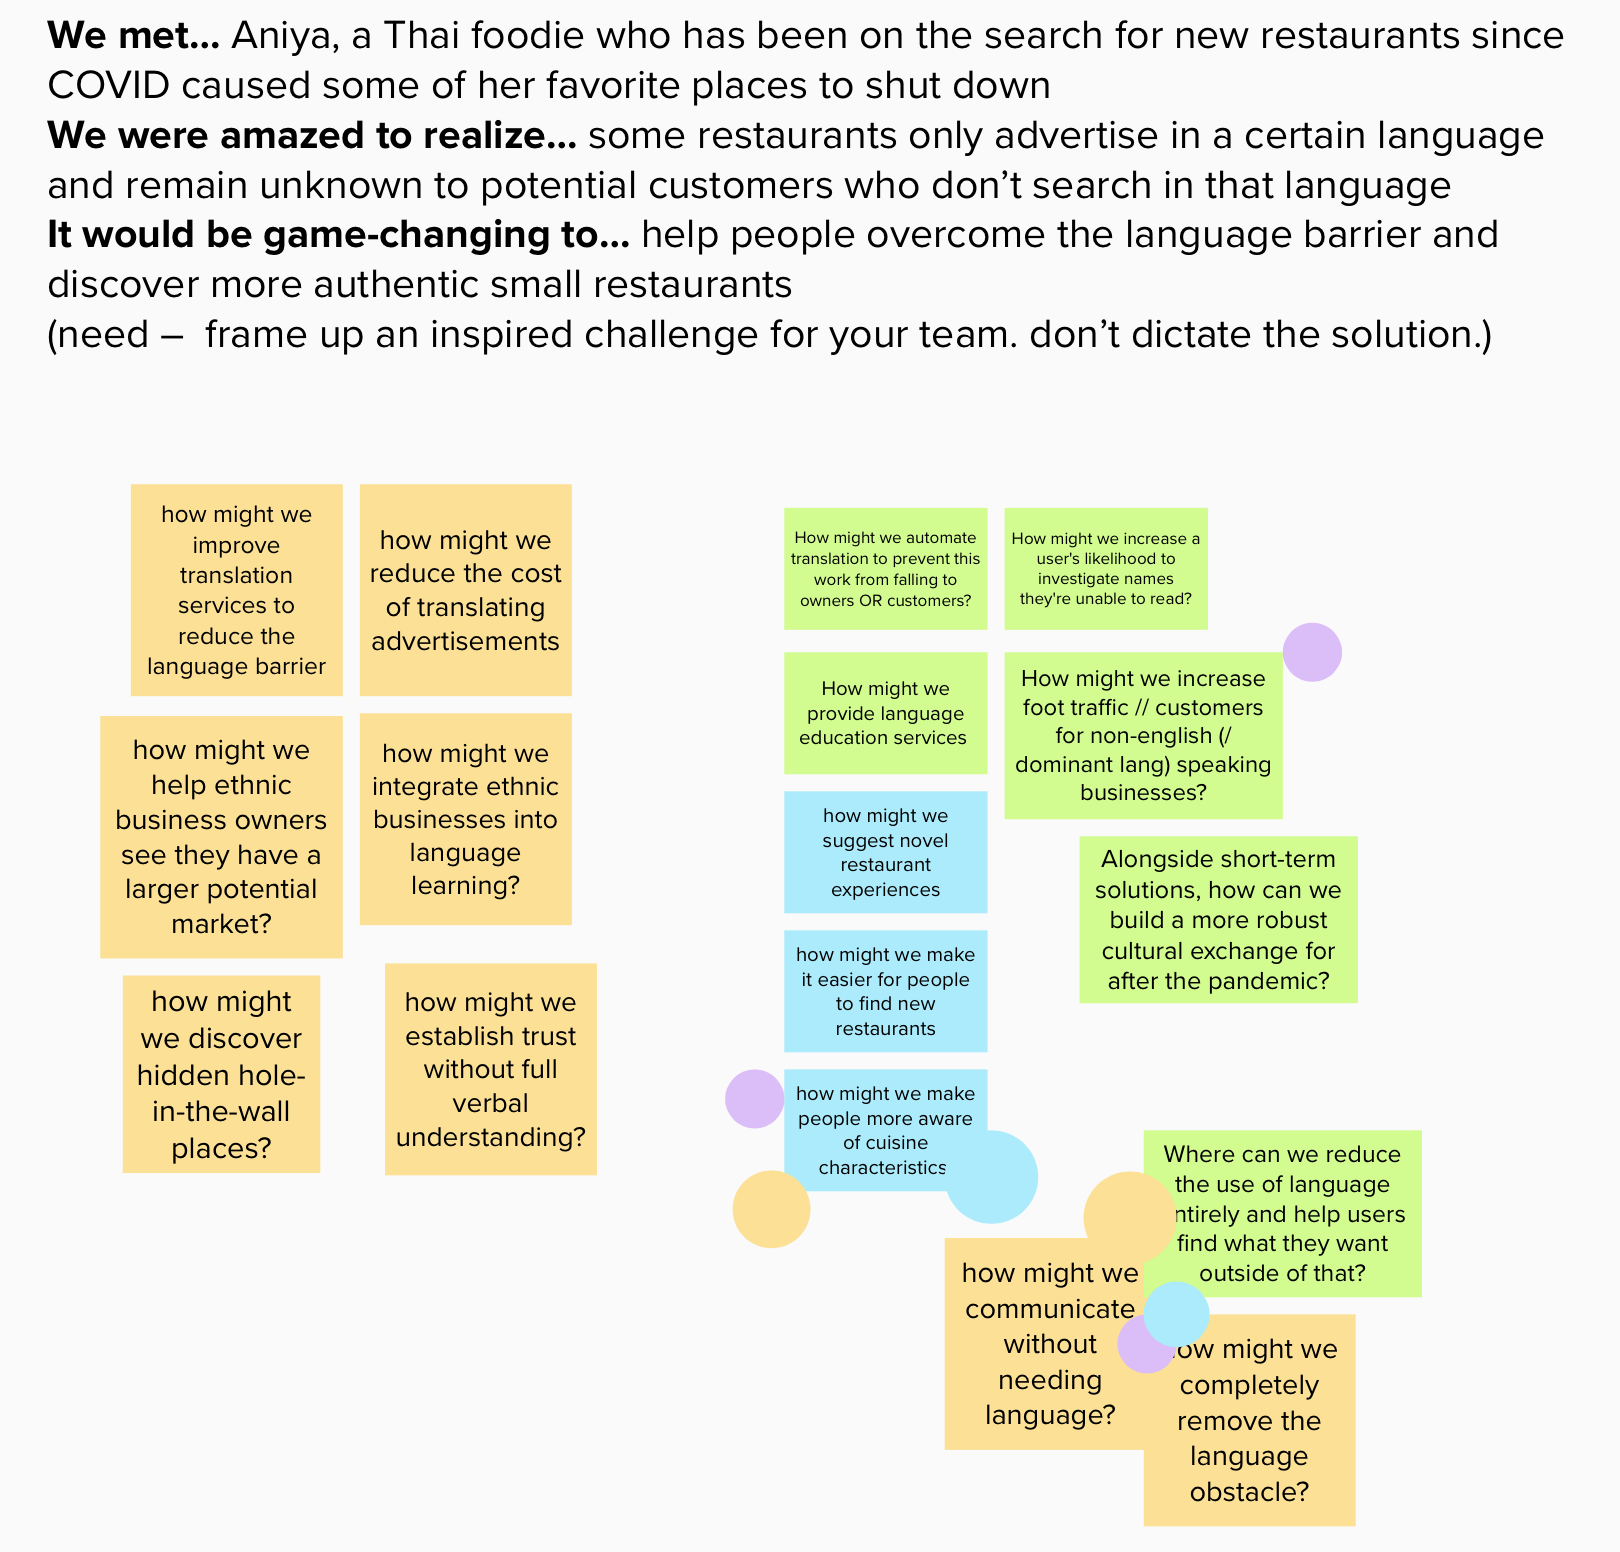 We met... Aniya, a Thai foodie who has been on the search for new restaurants since
COVID caused some of her favorite places to shut down
We were amazed to realize... some restaurants only advertise in a certain language
and remain unknown to potential customers who don’t search in that language
It would be game-changing to... help people overcome the language barrier and
discover more authentic small restaurants
(need –  frame up an inspired challenge for your team. don’t dictate the solution.)
how might we
improve
translation
services to
reduce the
language barrier
how might we
reduce the cost
of translating
advertisements
how might we
help ethnic
business owners
see they have a
larger potential
market?
how might we
integrate ethnic
businesses into
language
learning?
how might
we discover
hidden hole-
in-the-wall
places?
how might we
establish trust
without full
verbal
understanding?
How might we automate
translation to prevent this
work from falling to
owners OR customers?
How might we increase a
user's likelihood to
investigate names
they're unable to read?
How might we
provide language
education services
How might we increase
foot traffic // customers
for non-english (/
dominant lang) speaking
businesses?
how might we
suggest novel
restaurant
experiences
Alongside short-term
solutions, how can we
build a more robust
cultural exchange for
after the pandemic?
how might we make
it easier for people
to find new
restaurants
how might we make
people more aware
of cuisine
characteristics
Where can we reduce
the use of language
ntirely and help users
find what they want
outside of that?
how might we
communicate
without
needing
language?
ow might we
completely
remove the
language
obstacle?